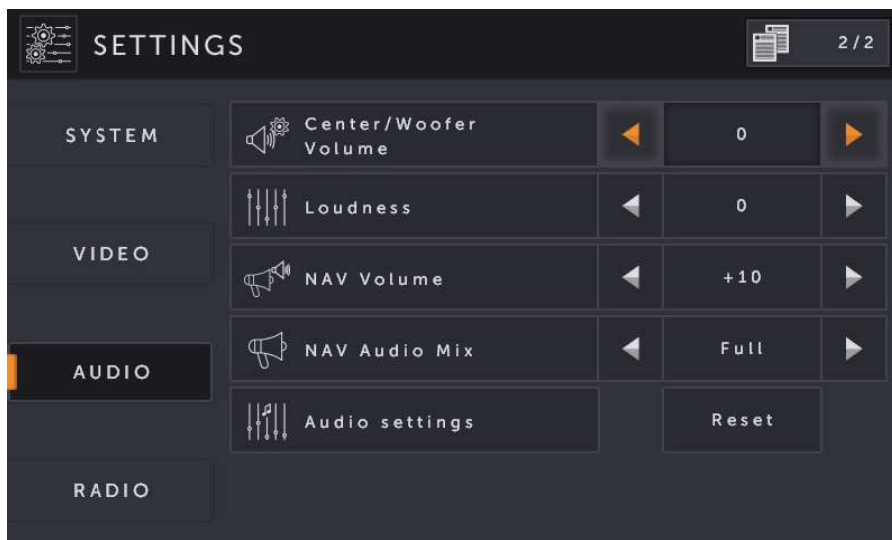 SETTINGS
2/2
SYSTEM
VIDEO
AUDIO
RADIO
Center/Woofer
Volume
0
Loudness
0
NAV Volume
+10
NAV Audio Mix
Full
Audio settings
Reset